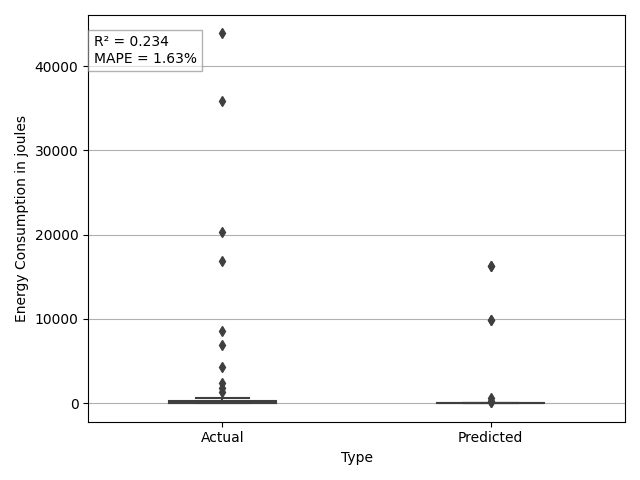 R² = 0.234
MAPE = 1.63%
40000
30000
20000
10000
0
Energy Consumption in joules
Actual
Predicted
Type